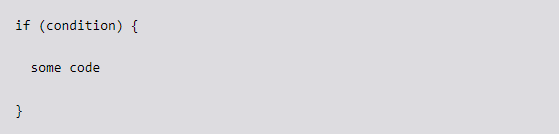 if (condition) {
  some code
}